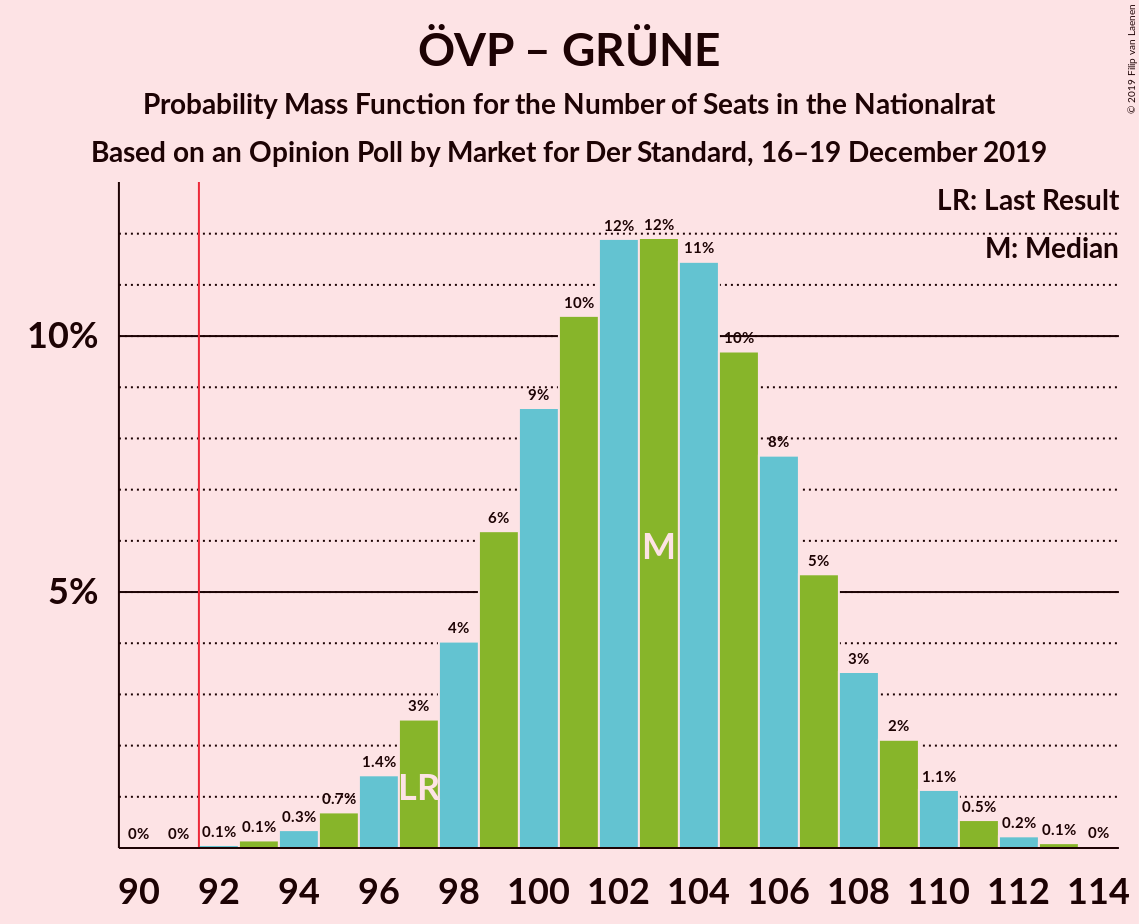 ÖVP – GRÜNE
Probability Mass Function for the Number of Seats in the Nationalrat
Based on an Opinion Poll by Market for Der Standard, 16–19 December 2019
© 2019 Filip van Laenen
LR: Last Result
M: Median
10%
5%
0% 0% 0.1% 0.1% 0.3% 0.7% 1.4% 3% 4% 6% 9% 10% 12% 12% 11% 10% 8% 5% 3% 2% 1.1% 0.5% 0.2% 0.1% 0%
M
LR
90 92 94 96 98 100 102 104 106 108 110 112 114